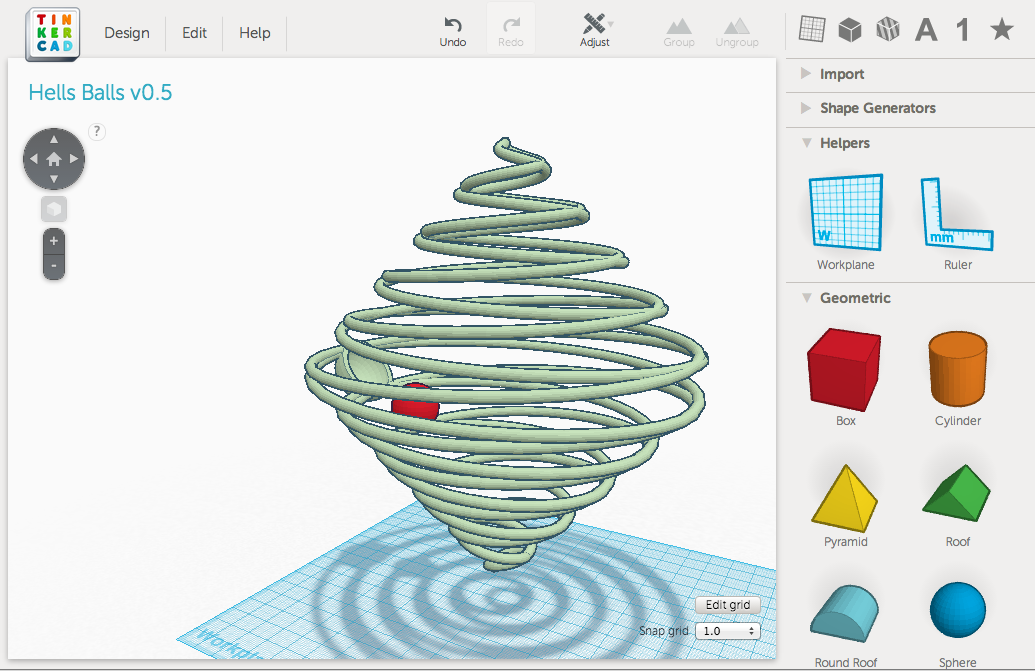 TIN
KER
CAD
Design
Edit
Help
Undo
Redo
Adjust
Group
Ungroup
A
1
Hells Balls v0.5
?
+
-
Import
Shape Generators
Helpers
W
mm
Workplane
Ruler
Geometric
Box
Cylinder
Pyramid
Roof
Round Roof
Sphere
Edit grid
Snap grid
1.0
Workpla